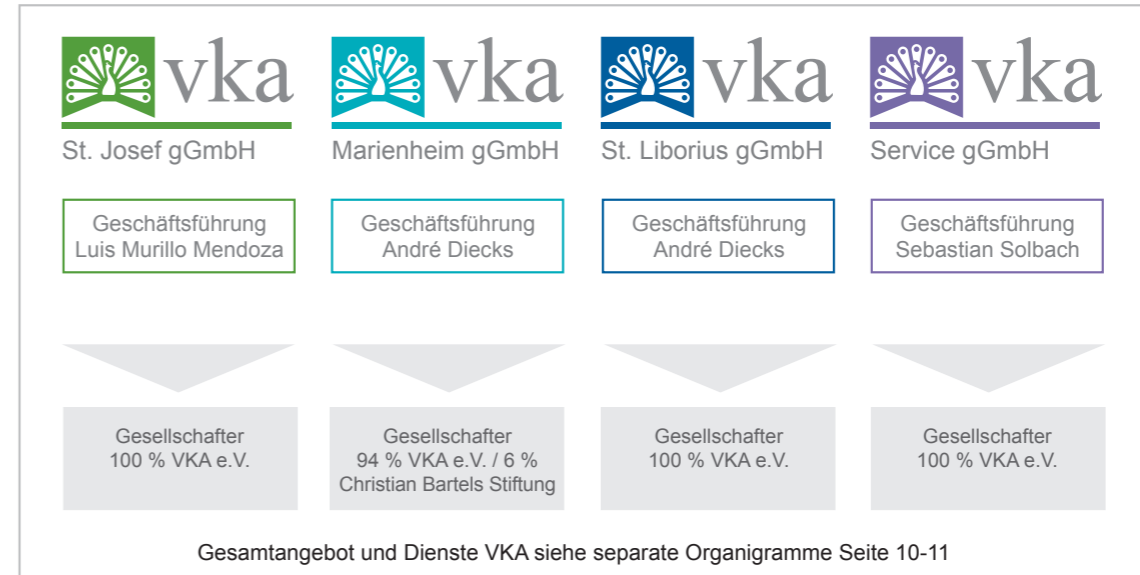 vka
St. Josef gGmbH
Geschäftsführung
Luis Murillo Mendoza
Gesellschafter
100 % VKA e.V.
vka
Marienheim gGmbH
Geschäftsführung
André Diecks
Gesellschafter
94 % VKA e.V. / 6 %
Christian Bartels Stiftung
vka
St. Liborius gGmbH
Geschäftsführung
André Diecks
Gesellschafter
100 % VKA e.V.
vka
Service gGmbH
Geschäftsführung
Sebastian Solbach
Gesellschafter
100 % VKA e.V.
Gesamtangebot und Dienste VKA siehe separate Organigramme Seite 10-11